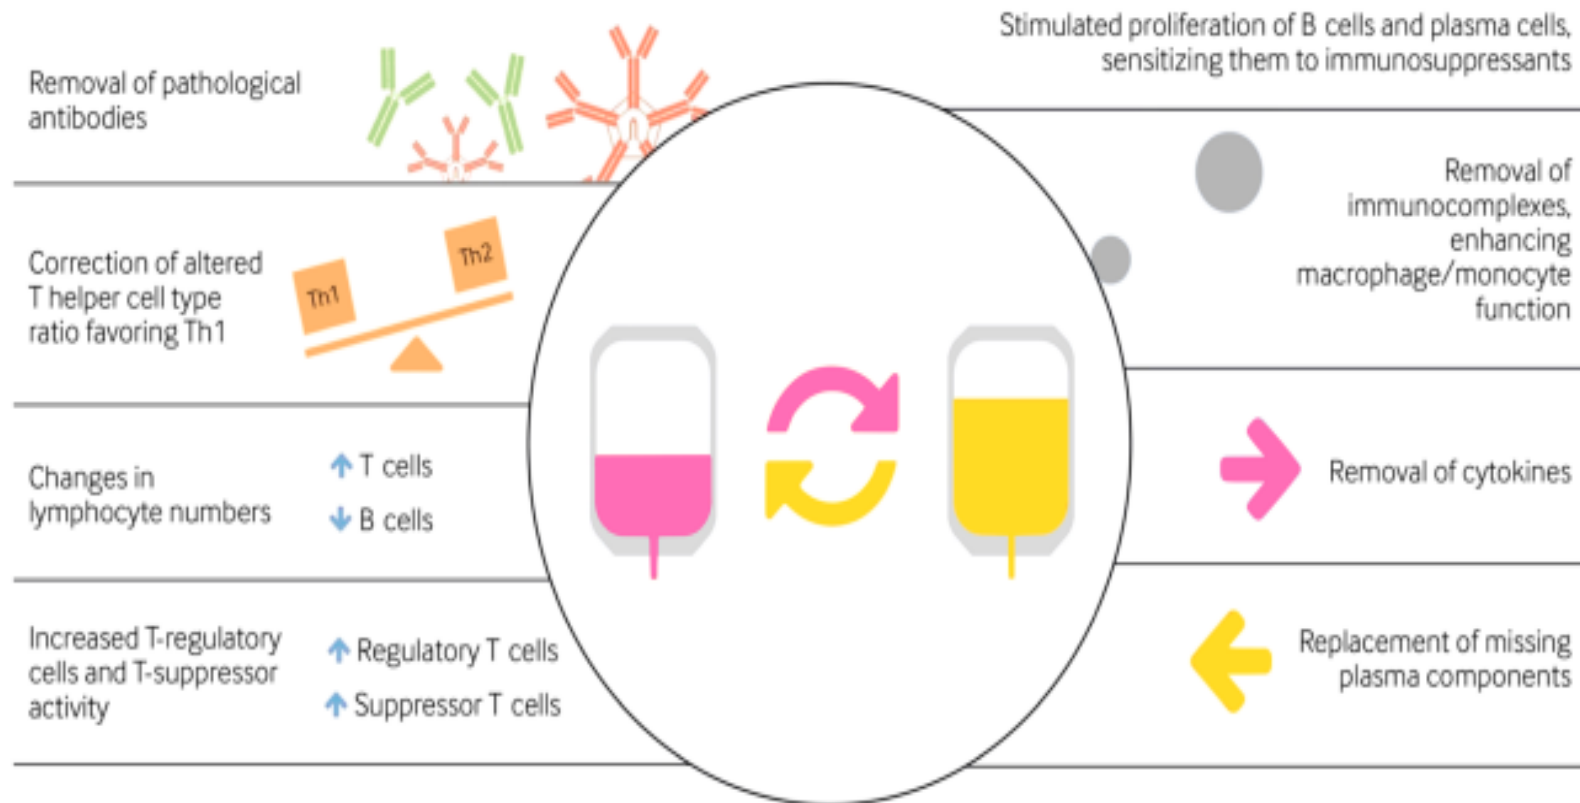 Removal of pathological
antibodies
Correction of altered
T helper cell type
ratio favoring Th1
Th1
Th2
Changes in
lymphocyte numbers
T cells
B cells
Increased T-regulatory
cells and T-suppressor
activity
Regulatory T cells
Suppressor T cells
Stimulated proliferation of B cells and plasma cells,
sensitizing them to immunosuppressants
Removal of
immunocomplexes,
enhancing
macrophage/monocyte
function
Removal of cytokines
Replacement of missing
plasma components